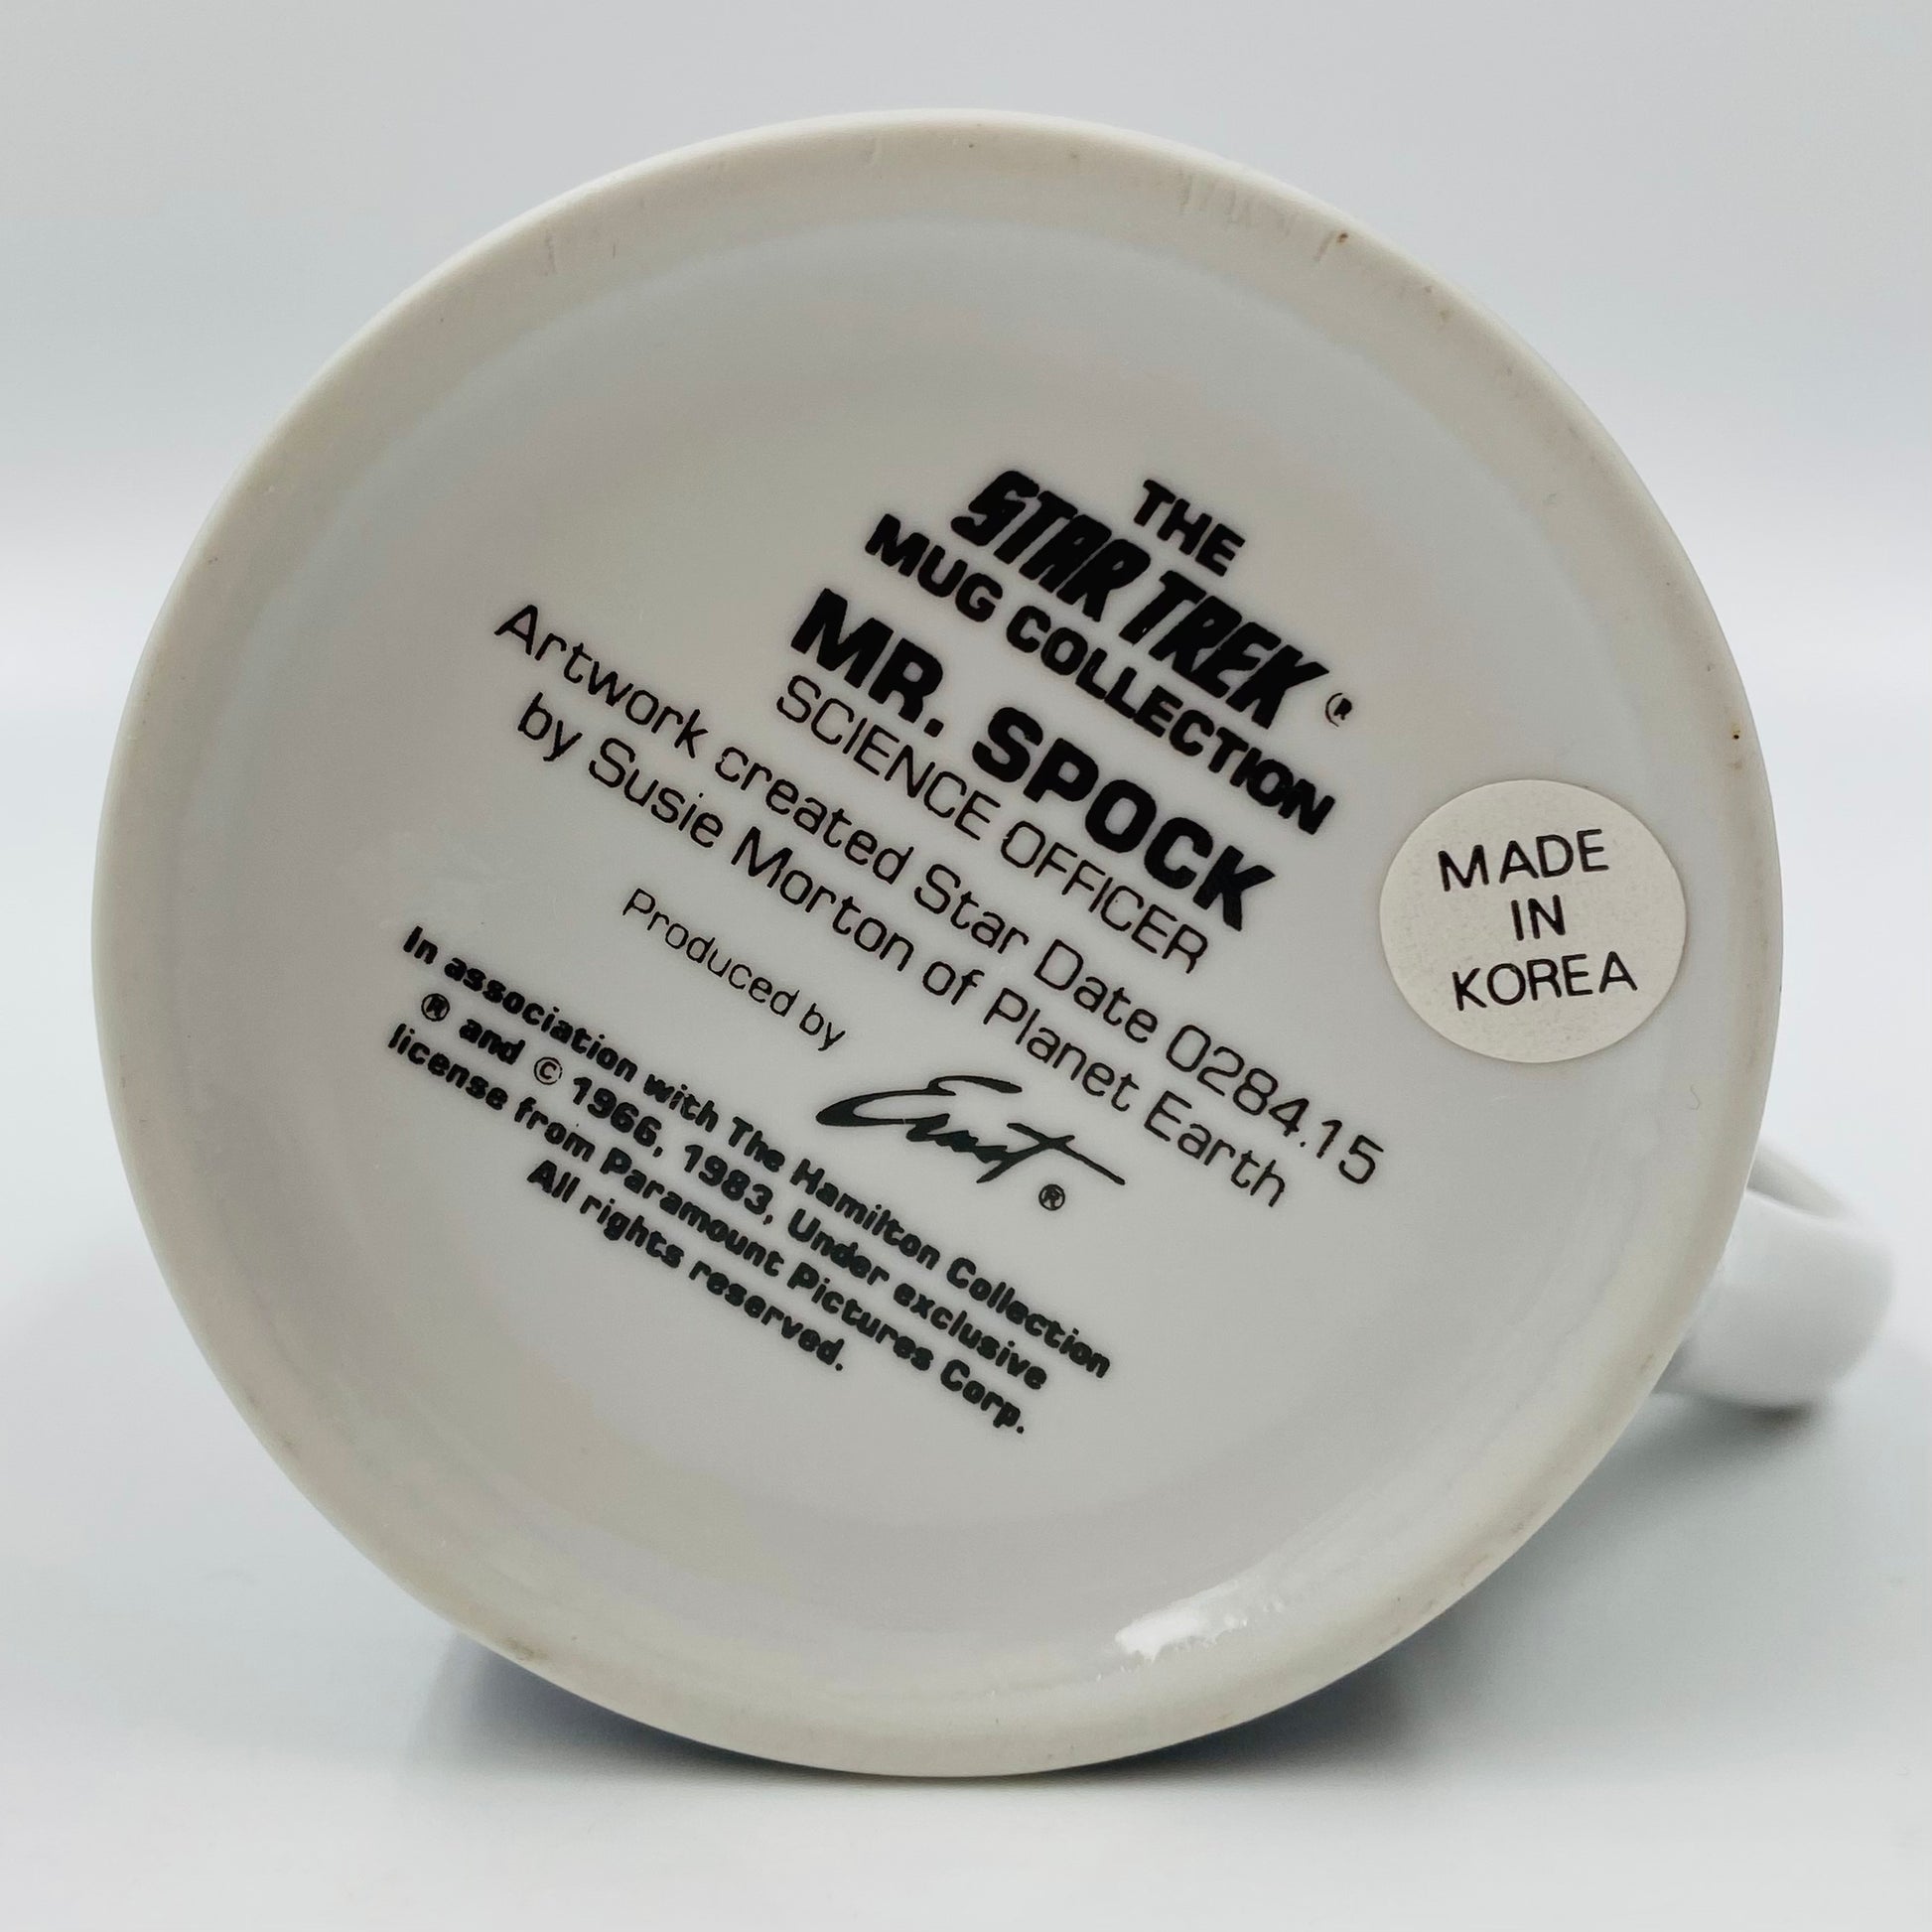 THE
STAR TREK ®
MUG COLLECTION
MR. SPOCK
SCIENCE OFFICER
Artwork created Star Date 0284.15
by Susie Morton of Planet Earth
Produced by
Ernst ®
In association with The Hamilton Collection
® and © 1966, 1983, Under exclusive
license from Paramount Pictures Corp.
All rights reserved.
MADE
IN
KOREA